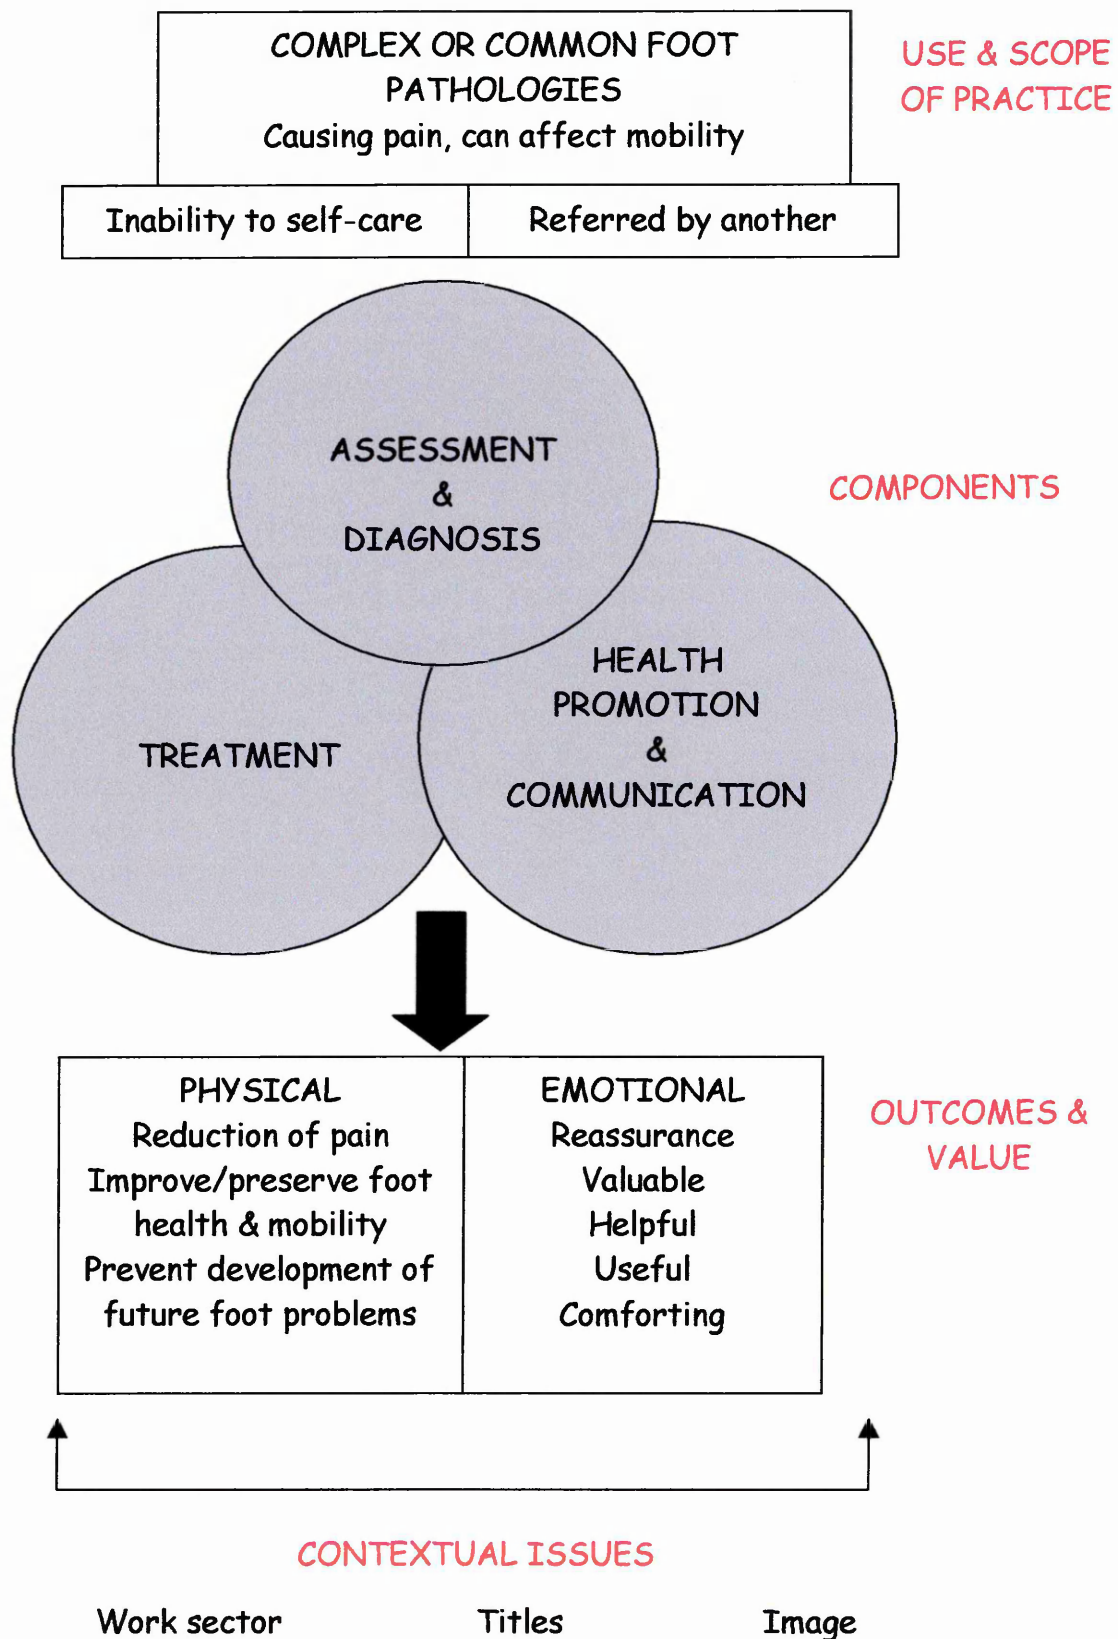 COMPLEX OR COMMON FOOT
PATHOLOGIES
Causing pain, can affect mobility
USE & SCOPE
OF PRACTICE
Inability to self-care
Referred by another
ASSESSMENT
&
DIAGNOSIS
COMPONENTS
TREATMENT
HEALTH
PROMOTION
&
COMMUNICATION
PHYSICAL
Reduction of pain
Improve/preserve foot
health & mobility
Prevent development of
future foot problems
EMOTIONAL
Reassurance
Valuable
Helpful
Useful
Comforting
OUTCOMES &
VALUE
CONTEXTUAL ISSUES
Work sector
Titles
Image